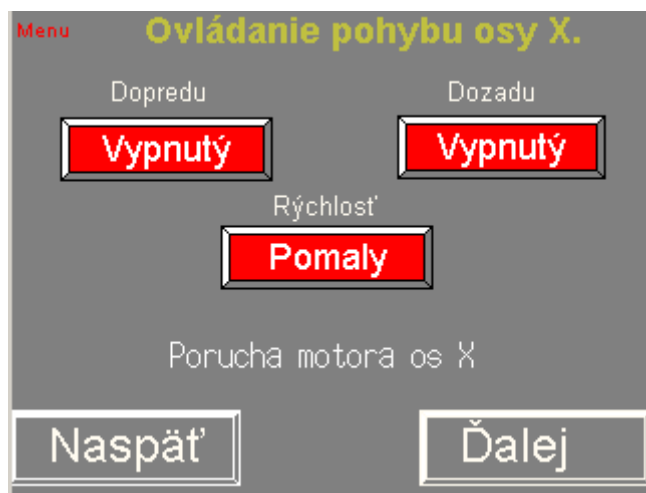 Menu
Ovládanie pohybu osy X.
Dopredu
Dozadu
Vypnutý
Vypnutý
Rýchlosť
Pomaly
Porucha motora os X
Naspäť
Ďalej